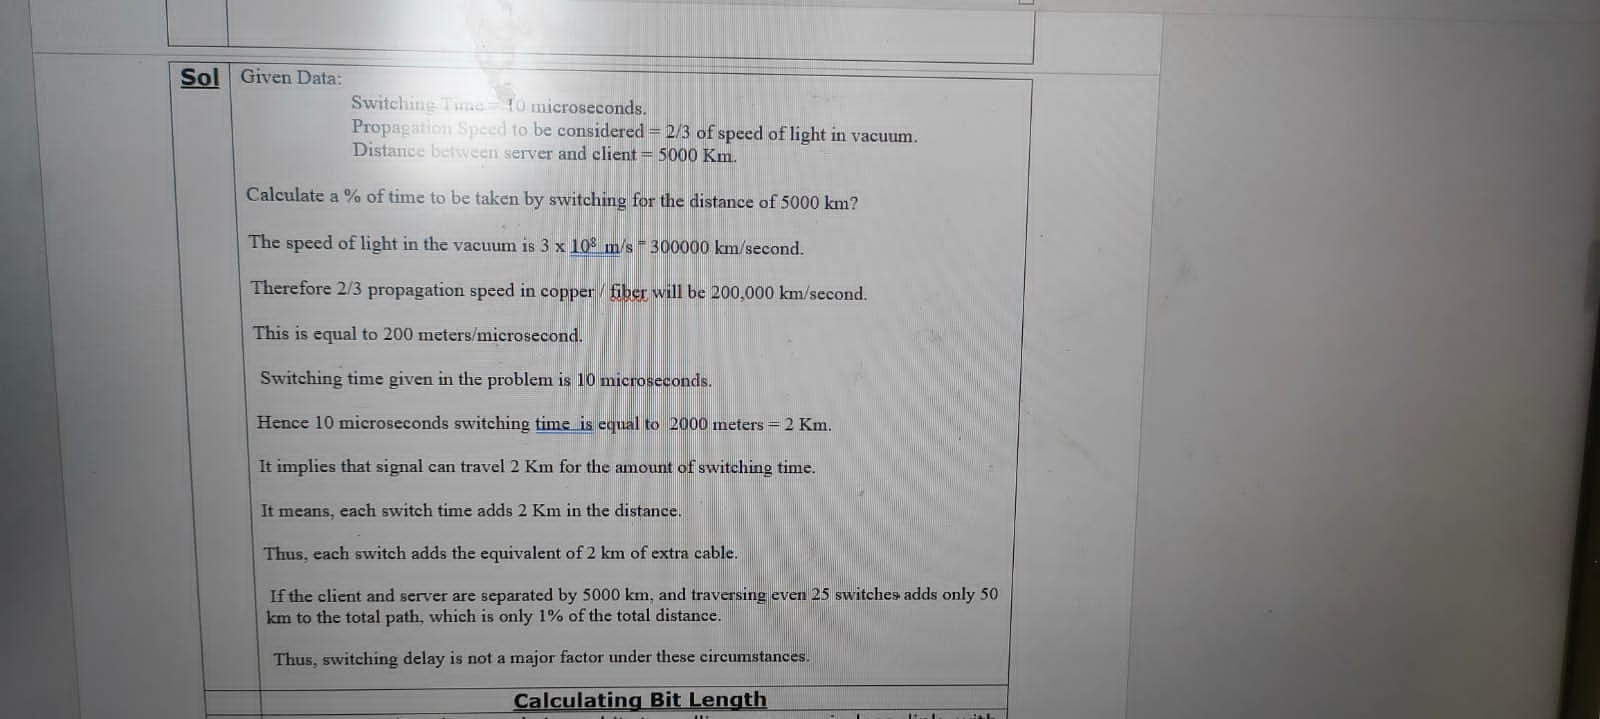 Sol
Given Data:
Switching Time = 10 microseconds.
Propagation Speed to be considered = 2/3 of speed of light in vacuum.
Distance between server and client = 5000 Km.
Calculate a % of time to be taken by switching for the distance of 5000 km?
The speed of light in the vacuum is 3 x 10⁸ m/s = 300000 km/second.
Therefore 2/3 propagation speed in copper / fiber will be 200,000 km/second.
This is equal to 200 meters/microsecond.
Switching time given in the problem is 10 microseconds.
Hence 10 microseconds switching time is equal to 2000 meters = 2 Km.
It implies that signal can travel 2 Km for the amount of switching time.
It means, each switch time adds 2 Km in the distance.
Thus, each switch adds the equivalent of 2 km of extra cable.
If the client and server are separated by 5000 km, and traversing even 25 switches adds only 50
km to the total path, which is only 1% of the total distance.
Thus, switching delay is not a major factor under these circumstances.
Calculating Bit Length